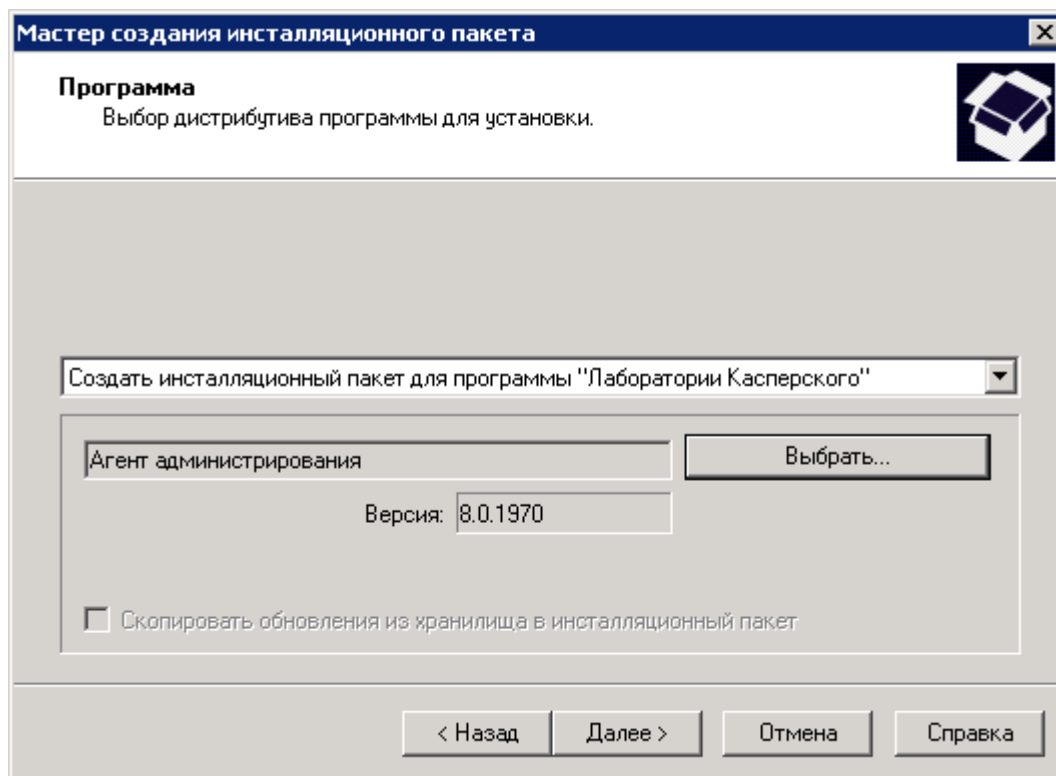 Мастер создания инсталляционного пакета
Программа
Выбор дистрибутива программы для установки.
Создать инсталляционный пакет для программы "Лаборатории Касперского"
Агент администрирования
Выбрать...
Версия: 8.0.1970
Скопировать обновления из хранилища в инсталляционный пакет
< Назад
Далее >
Отмена
Справка